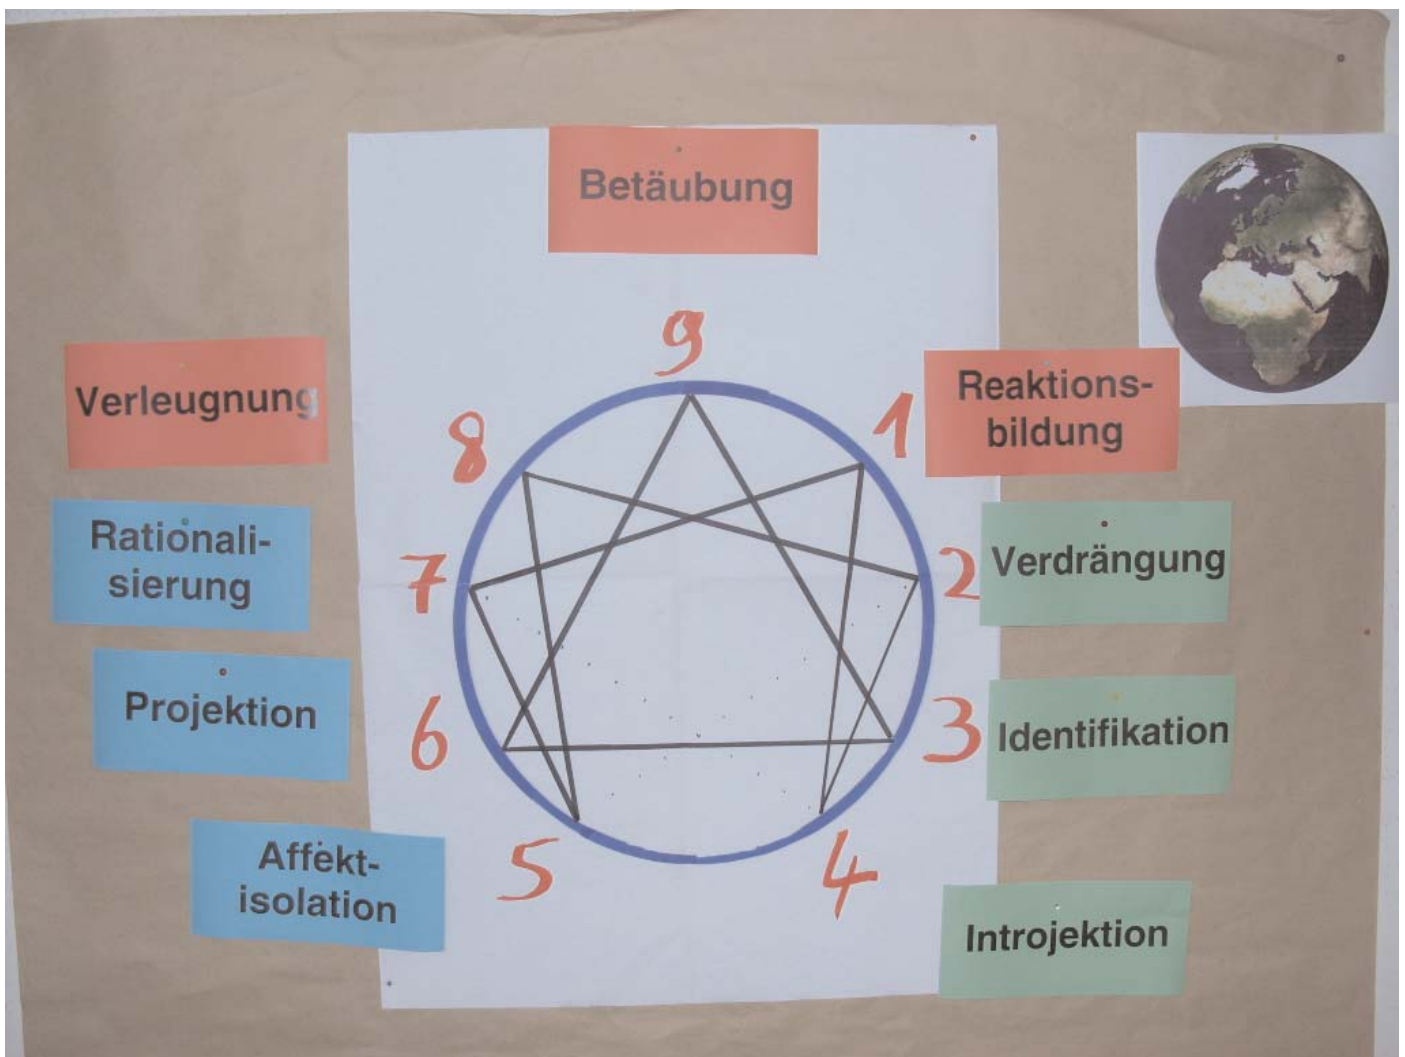 Betäubung
9
Verleugnung
8
1
Reaktions-
bildung
Rationali-
sierung
7
2
Verdrängung
Projektion
6
3
Identifikation
Affekt-
isolation
5
4
Introjektion